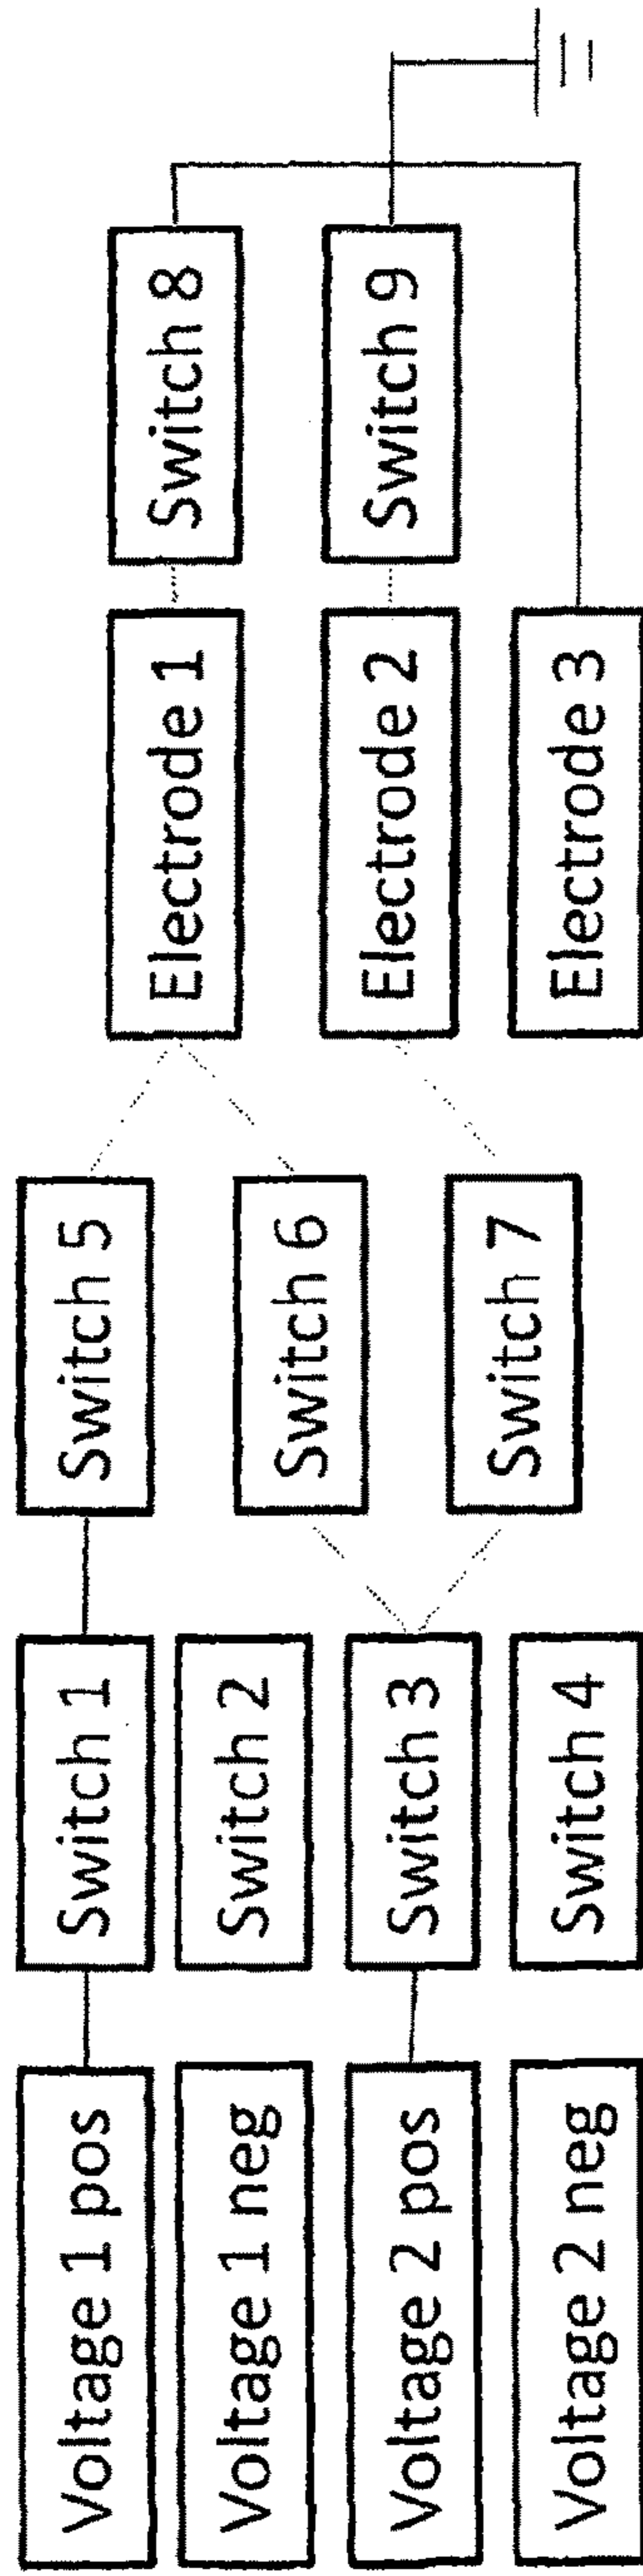 Voltage 1 pos
Voltage 1 neg
Voltage 2 pos
Voltage 2 neg
Switch 1
Switch 2
Switch 3
Switch 4
Switch 5
Switch 6
Switch 7
Electrode 1
Electrode 2
Electrode 3
Switch 8
Switch 9